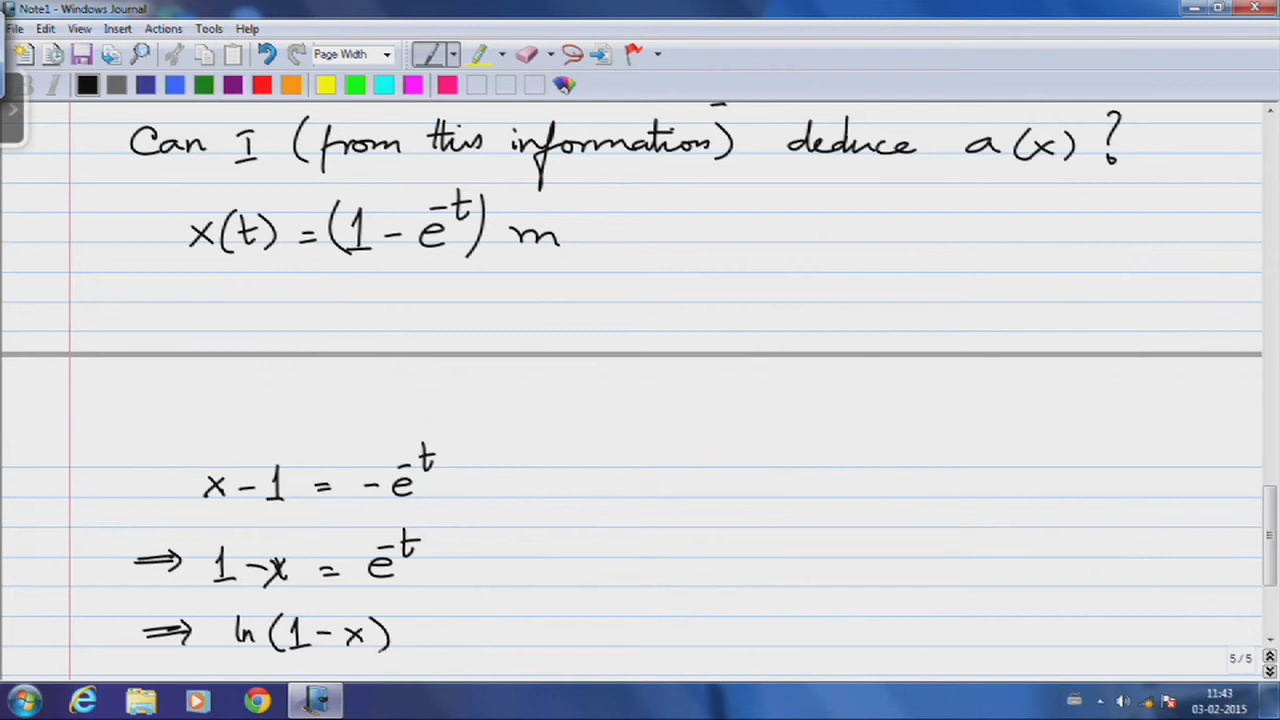 Note1 - Windows Journal
File Edit View Insert Actions Tools Help
Page Width
Can I (from this information) deduce a(x) ?
x(t) = (1 - e^-t) m
x - 1 = - e^-t
⇒ 1 - x = e^-t
⇒ ln(1 - x)
5 / 5
11:43
03-02-2015